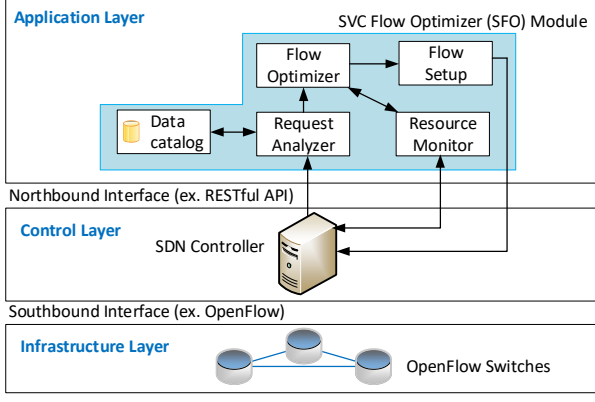 Application Layer
SVC Flow Optimizer (SFO) Module
Flow
Optimizer
Flow
Setup
Data
catalog
Request
Analyzer
Resource
Monitor
Northbound Interface (ex. RESTful API)
Control Layer
SDN Controller
Southbound Interface (ex. OpenFlow)
Infrastructure Layer
OpenFlow Switches